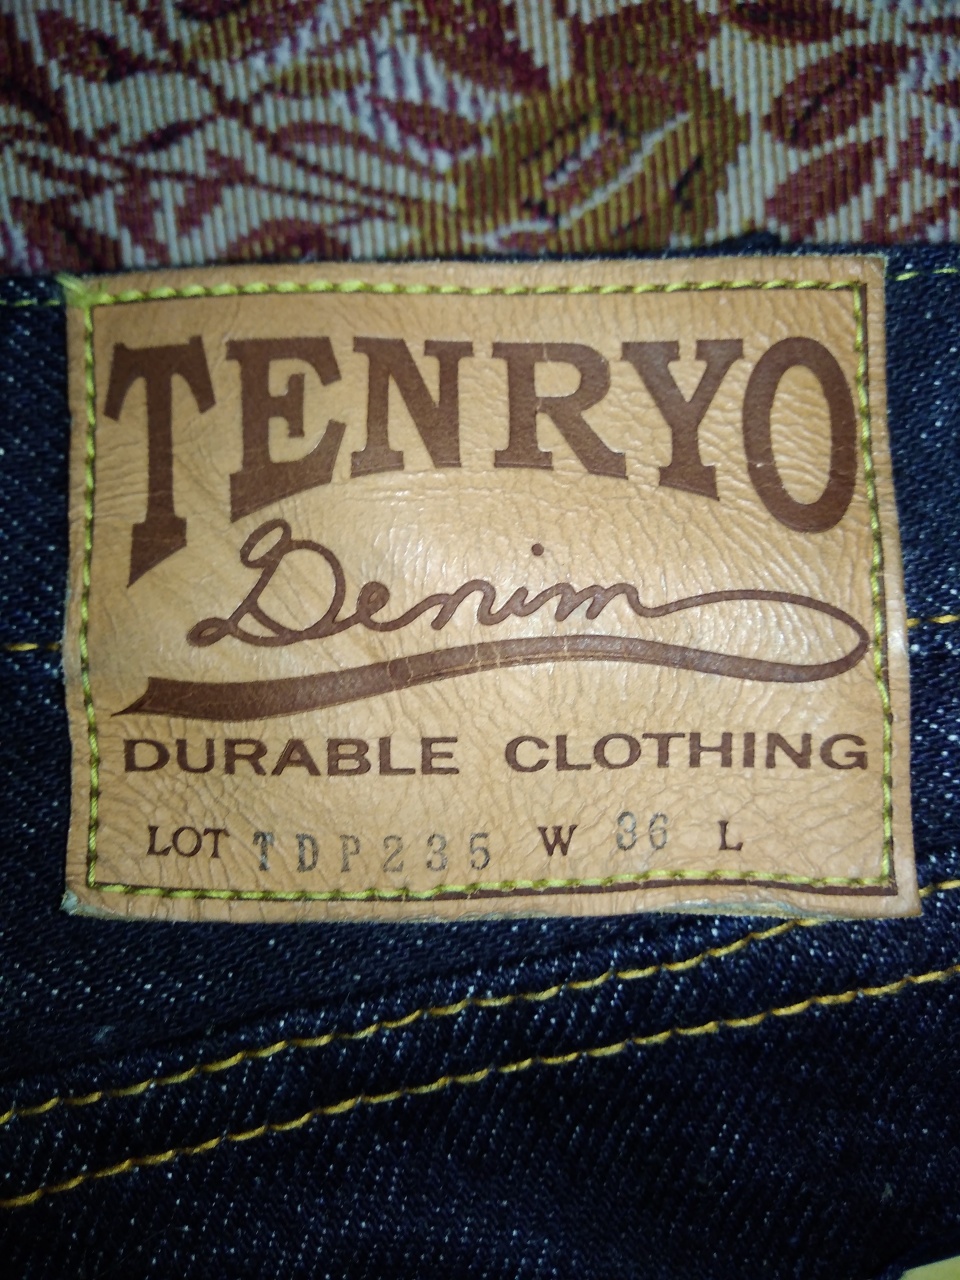 TENRYO
Denim
DURABLE CLOTHING
LOT TDP235 W 36 L